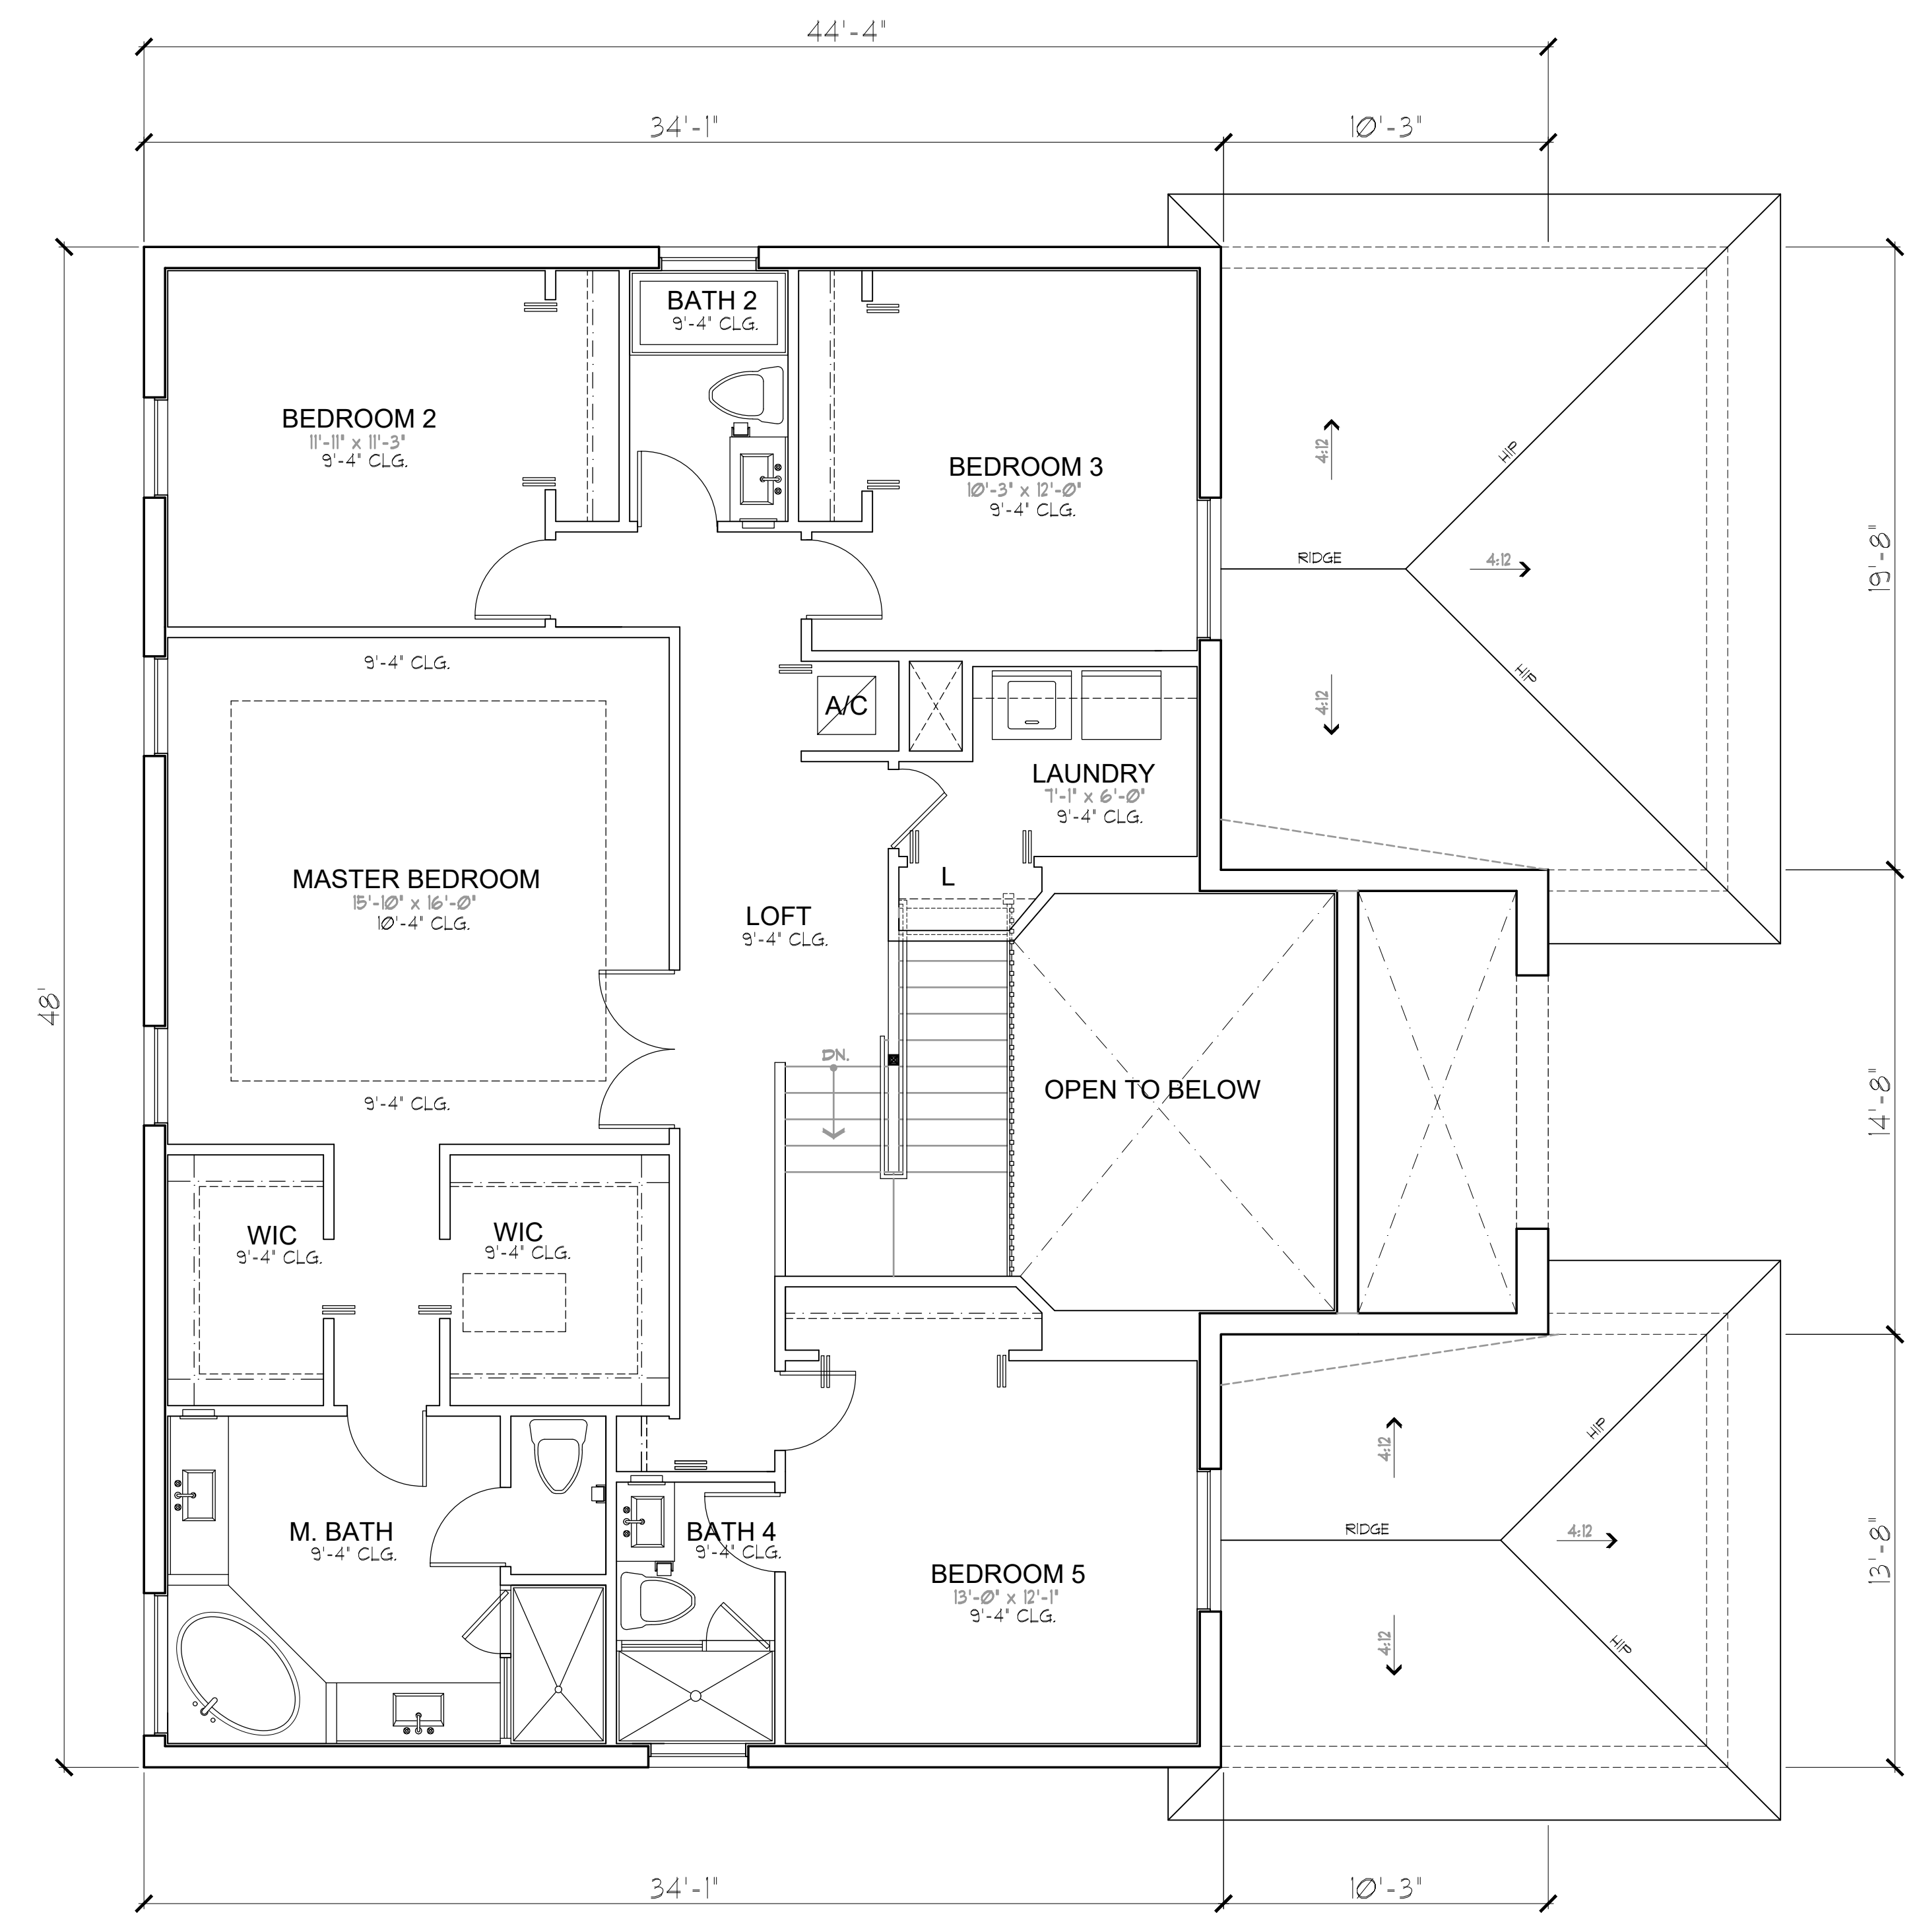 44'-4"
34'-1"
10'-3"
BATH 2
9'-4" CLG.
BEDROOM 2
11'-11" x 11'-3"
9'-4" CLG.
BEDROOM 3
10'-3" x 12'-0"
9'-4" CLG.
4:12
HIP
RIDGE
4:12
19'-8"
9'-4" CLG.
HIP
4:12
A/C
LAUNDRY
7'-1" x 6'-0"
9'-4" CLG.
MASTER BEDROOM
15'-10" x 16'-0"
10'-4" CLG.
L
LOFT
9'-4" CLG.
48'
DN.
OPEN TO BELOW
14'-8"
9'-4" CLG.
WIC
9'-4" CLG.
WIC
9'-4" CLG.
4:12
HIP
M. BATH
9'-4" CLG.
BATH 4
9'-4" CLG.
RIDGE
4:12
13'-8"
BEDROOM 5
13'-0" x 12'-1"
9'-4" CLG.
4:12
HIP
34'-1"
10'-3"